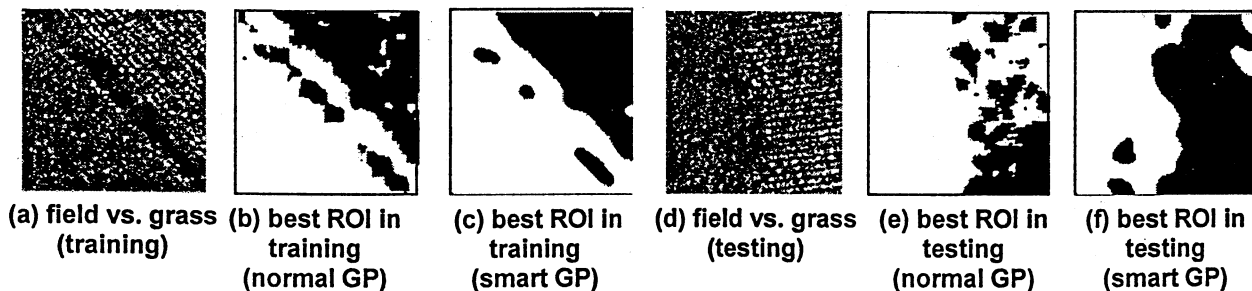 (a) field vs. grass
(training)
(b) best ROI in
training
(normal GP)
(c) best ROI in
training
(smart GP)
(d) field vs. grass
(testing)
(e) best ROI in
testing
(normal GP)
(f) best ROI in
testing
(smart GP)